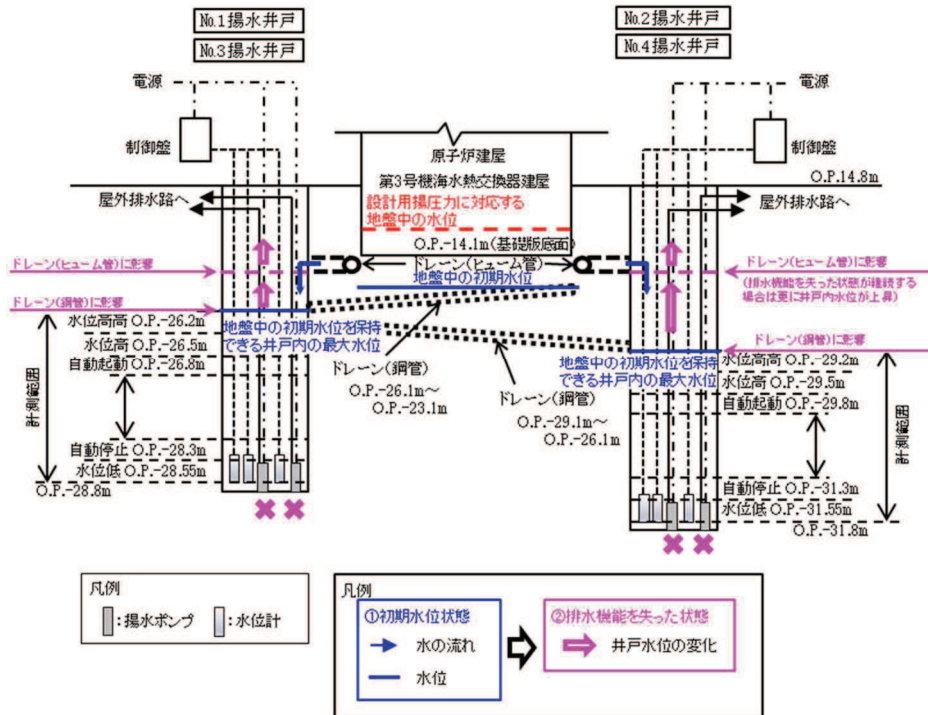 No.1揚水井戸
No.3揚水井戸
No.2揚水井戸
No.4揚水井戸
電源
電源
制御盤
制御盤
原子炉建屋
第3号機海水熱交換器建屋
O.P.14.8m
設計用揚圧力に対応する
地盤中の水位
屋外排水路へ
屋外排水路へ
O.P.-14.1m(基礎版底面)
ドレーン(ヒューム管)
地盤中の初期水位
ドレーン(ヒューム管)に影響
ドレーン(ヒューム管)に影響
(排水機能を失った状態が継続する
場合は更に井戸内水位が上昇)
ドレーン(鋼管)に影響
水位高高 O.P.-26.2m
水位高 O.P.-26.5m
自動起動 O.P.-26.8m
計測範囲
自動停止 O.P.-28.3m
水位低 O.P.-28.55m
O.P.-28.8m
地盤中の初期水位を保持
できる井戸内の最大水位
ドレーン(鋼管)
O.P.-26.1m～
O.P.-23.1m
ドレーン(鋼管)
O.P.-29.1m～
O.P.-26.1m
地盤中の初期水位を保持
できる井戸内の最大水位
ドレーン(鋼管)に影響
水位高高 O.P.-29.2m
水位高 O.P.-29.5m
自動起動 O.P.-29.8m
計測範囲
自動停止 O.P.-31.3m
水位低 O.P.-31.55m
O.P.-31.8m
凡例
:揚水ポンプ
:水位計
凡例
①初期水位状態
水の流れ
水位
②排水機能を失った状態
井戸水位の変化